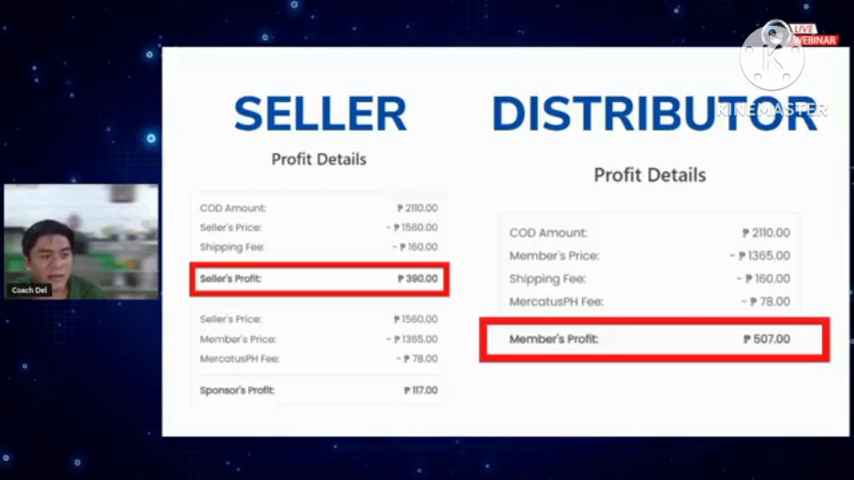 LIVE
WEBINAR
K
KINEMASTER
SELLER
Profit Details
COD Amount: ₱ 2110.00
Seller's Price: - ₱ 1560.00
Shipping Fee: - ₱ 160.00
Seller's Profit: ₱ 390.00
Seller's Price: ₱ 1560.00
Member's Price: - ₱ 1365.00
MercatusPH Fee: - ₱ 78.00
Sponsor's Profit: ₱ 117.00
DISTRIBUTOR
Profit Details
COD Amount: ₱ 2110.00
Member's Price: - ₱ 1365.00
Shipping Fee: - ₱ 160.00
MercatusPH Fee: - ₱ 78.00
Member's Profit: ₱ 507.00
Coach Del